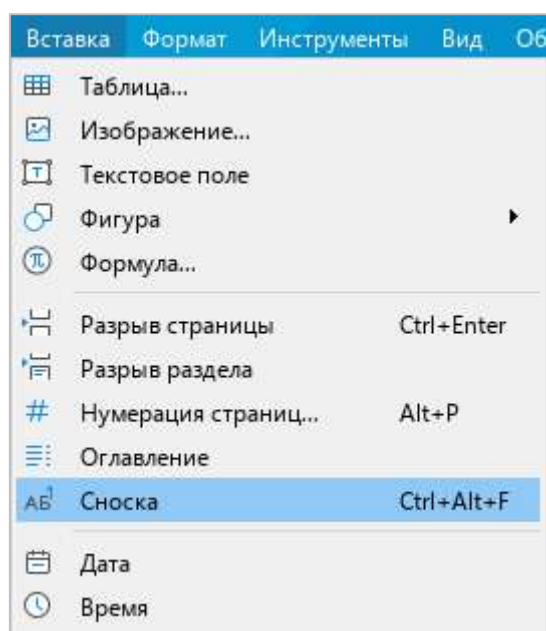 Вставка Формат Инструменты Вид Об
Таблица...
Изображение...
Текстовое поле
Фигура
Формула...
Разрыв страницы Ctrl+Enter
Разрыв раздела
Нумерация страниц... Alt+P
Оглавление
Сноска Ctrl+Alt+F
Дата
Время